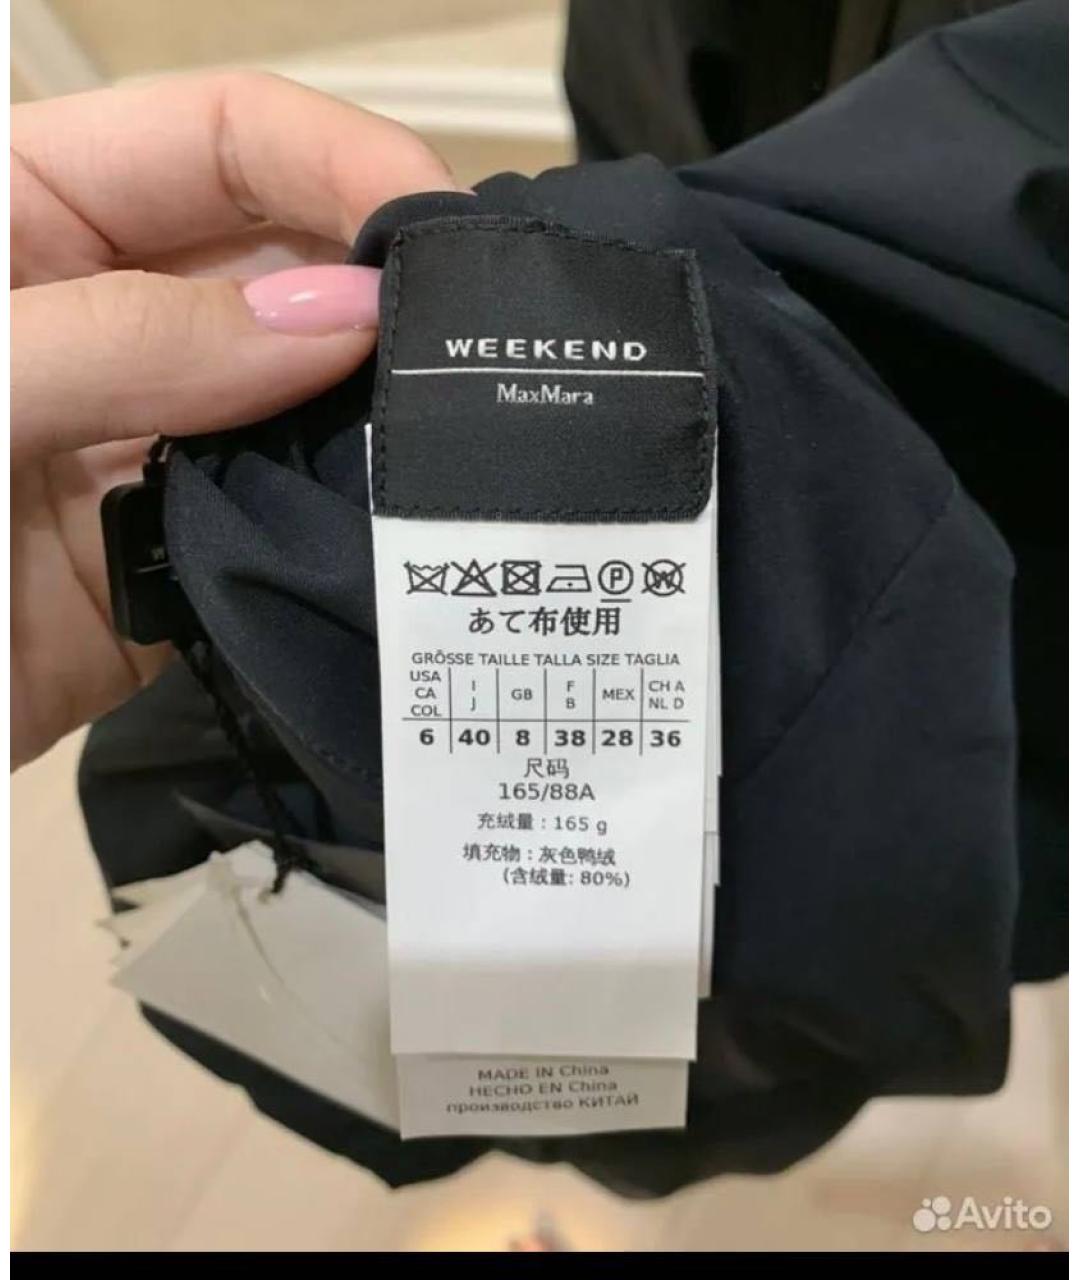 WEEKEND
MaxMara
P W
あて布使用
GRÖSSE TAILLE TALLA SIZE TAGLIA
USA CA COL I J GB F B MEX CH A NL D
6 40 8 38 28 36
尺码
165/88A
充绒量：165 g
填充物：灰色鸭绒
(含绒量: 80%)
MADE IN China
HECHO EN China
производство КИТАЙ
W
Avito